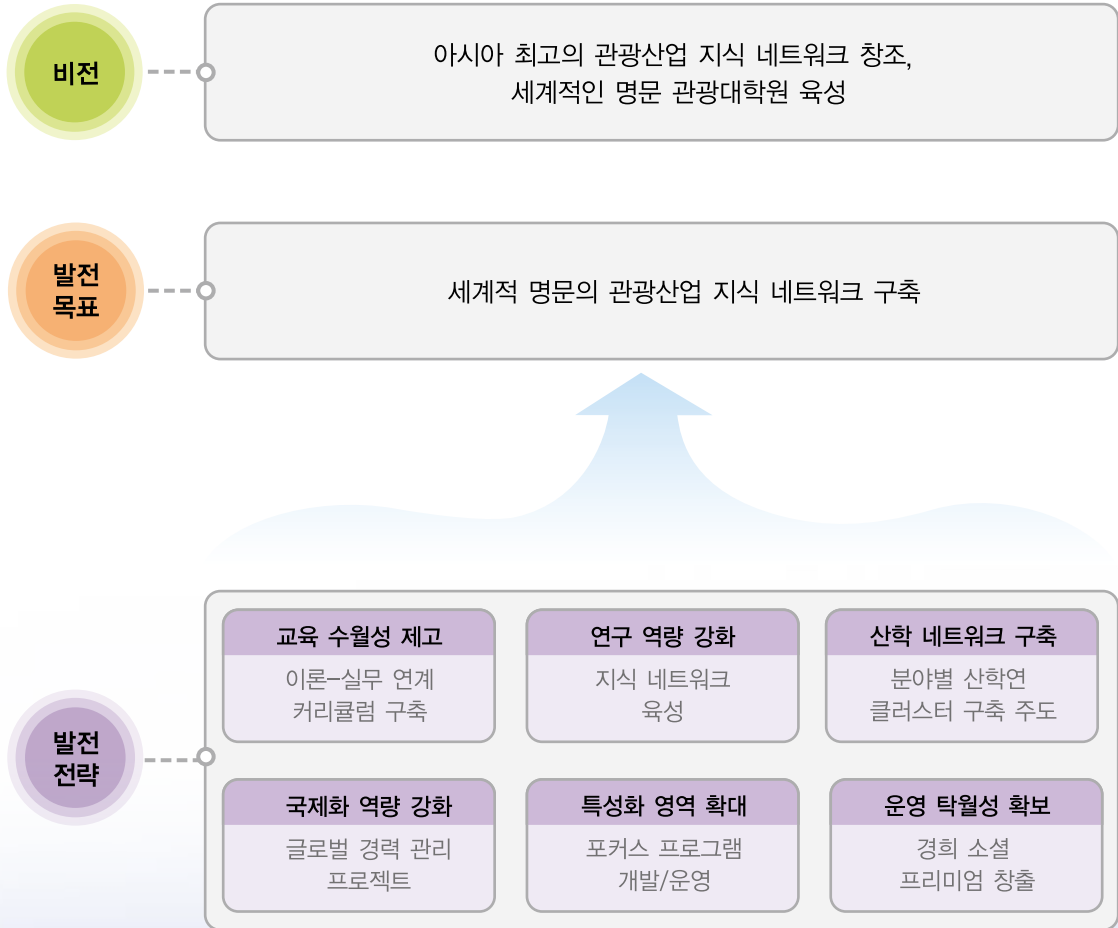 비전
아시아 최고의 관광산업 지식 네트워크 창조,
세계적인 명문 관광대학원 육성
발전
목표
세계적 명문의 관광산업 지식 네트워크 구축
발전
전략
교육 수월성 제고
이론-실무 연계
커리큘럼 구축
연구 역량 강화
지식 네트워크
육성
산학 네트워크 구축
분야별 산학연
클러스터 구축 주도
국제화 역량 강화
글로벌 경력 관리
프로젝트
특성화 영역 확대
포커스 프로그램
개발/운영
운영 탁월성 확보
경희 소셜
프리미엄 창출